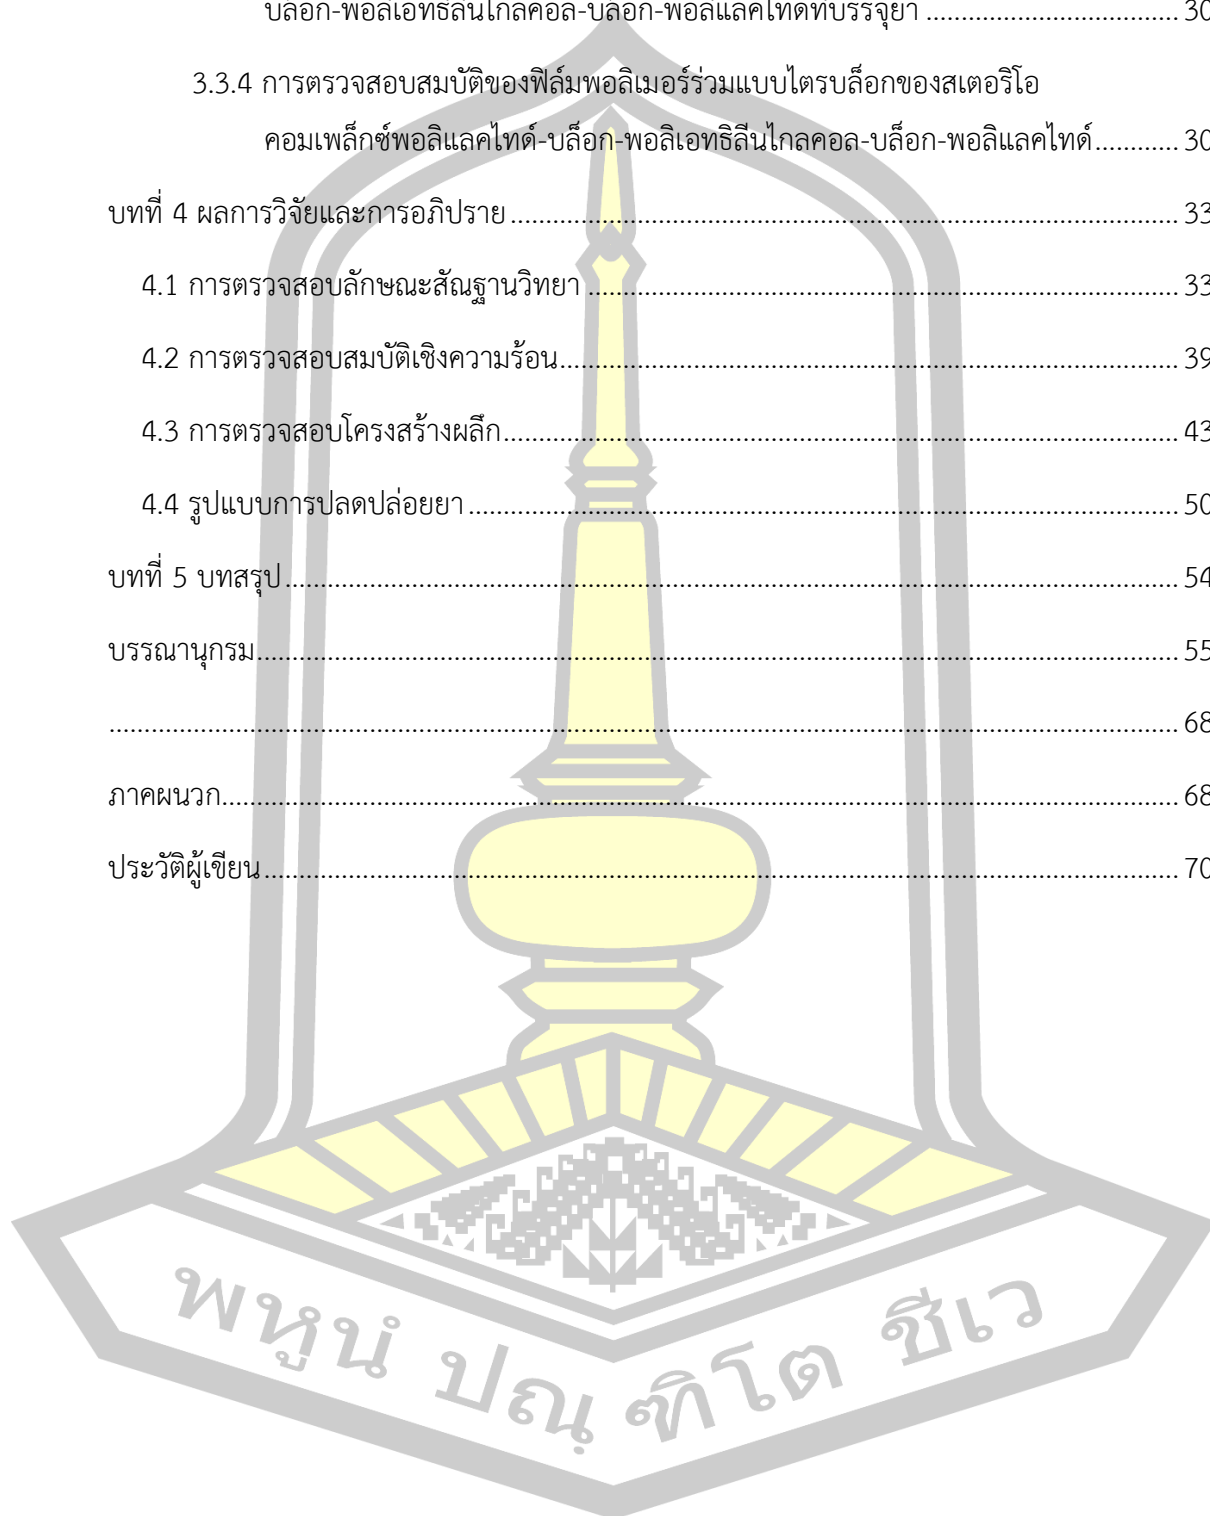 บล็อก-พอลิเอทธิลีนไกลคอล-บล็อก-พอลิแลคไทด์ที่บรรจุยา ........................................ 30
3.3.4 การตรวจสอบสมบัติของฟิล์มพอลิเมอร์ร่วมแบบไตรบล็อกของสเตอริโอ
คอมเพล็กซ์พอลิแลคไทด์-บล็อก-พอลิเอทธิลีนไกลคอล-บล็อก-พอลิแลคไทด์............ 30
บทที่ 4 ผลการวิจัยและการอภิปราย ........................................ 33
4.1 การตรวจสอบลักษณะสัณฐานวิทยา ........................................ 33
4.2 การตรวจสอบสมบัติเชิงความร้อน........................................ 39
4.3 การตรวจสอบโครงสร้างผลึก........................................ 43
4.4 รูปแบบการปลดปล่อยยา ........................................ 50
บทที่ 5 บทสรุป ........................................ 54
บรรณานุกรม........................................ 55
........................................ 68
ภาคผนวก........................................ 68
ประวัติผู้เขียน ........................................ 70
พหูนํ ปณฺฑิโต ชีเว